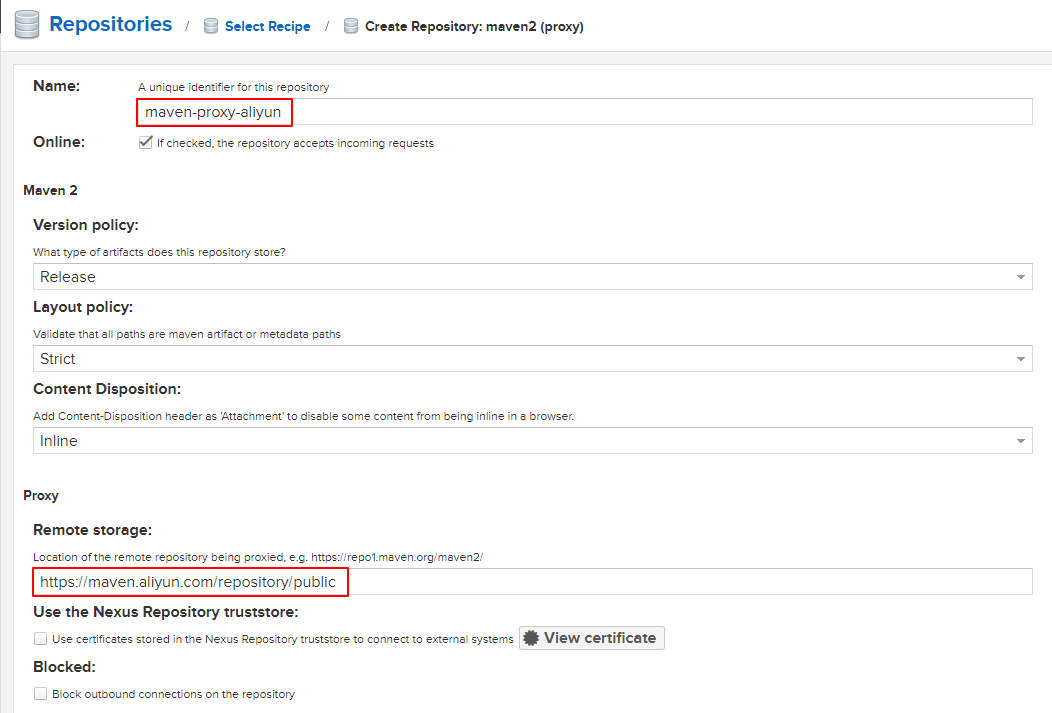 Repositories / Select Recipe / Create Repository: maven2 (proxy)
Name: A unique identifier for this repository
maven-proxy-aliyun
Online: If checked, the repository accepts incoming requests
Maven 2
Version policy:
What type of artifacts does this repository store?
Release
Layout policy:
Validate that all paths are maven artifact or metadata paths
Strict
Content Disposition:
Add Content-Disposition header as 'Attachment' to disable some content from being inline in a browser.
Inline
Proxy
Remote storage:
Location of the remote repository being proxied, e.g. https://repo1.maven.org/maven2/
https://maven.aliyun.com/repository/public
Use the Nexus Repository truststore:
Use certificates stored in the Nexus Repository truststore to connect to external systems View certificate
Blocked:
Block outbound connections on the repository